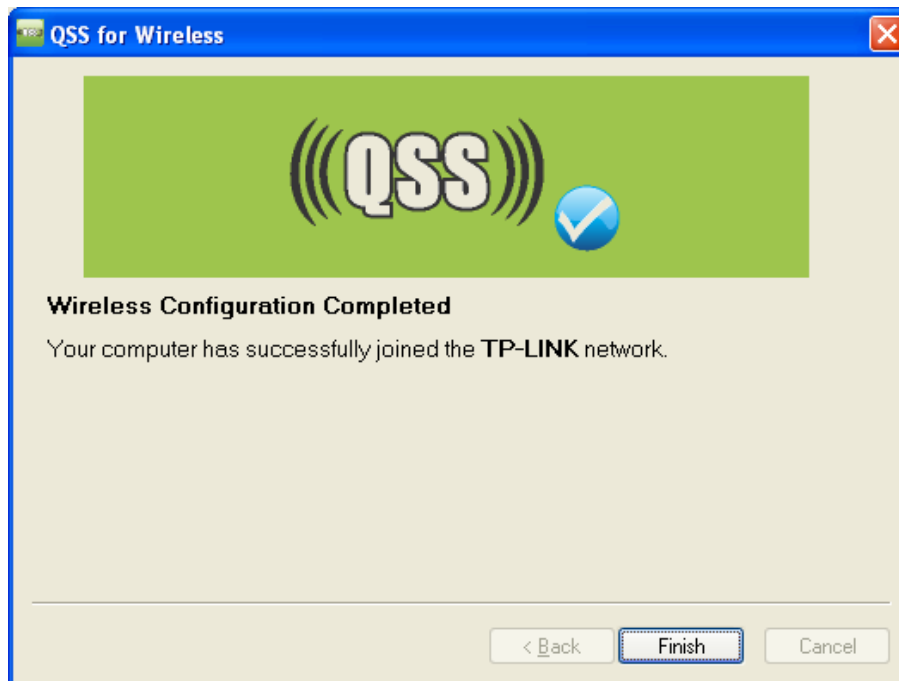 QSS for Wireless
(((QSS)))
Wireless Configuration Completed
Your computer has successfully joined the TP-LINK network.
< Back
Finish
Cancel